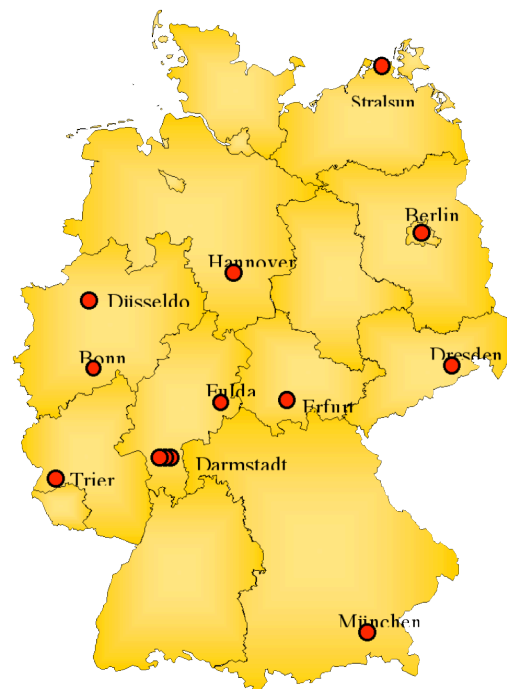 Stralsun
Berlin
Hannover
Düsseldo
Bonn
Dresden
Fulda
Erfurt
Darmstadt
Trier
München